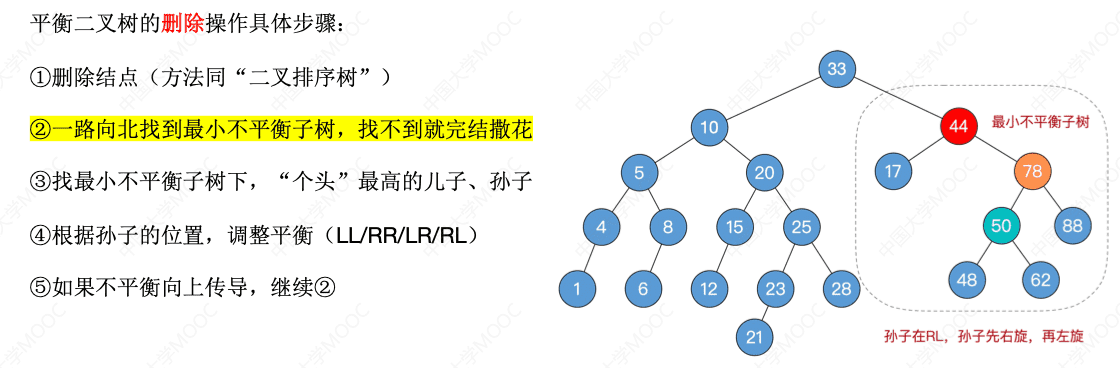 平衡二叉树的删除操作具体步骤：
①删除结点（方法同“二叉排序树”）
②一路向北找到最小不平衡子树，找不到就完结撒花
③找最小不平衡子树下，“个头”最高的儿子、孙子
④根据孙子的位置，调整平衡（LL/RR/LR/RL）
⑤如果不平衡向上传导，继续②
33
10
44
最小不平衡子树
5
20
17
78
4
8
15
25
50
88
1
6
12
23
28
48
62
21
孙子在RL，孙子先右旋，再左旋
中国大学MOOC